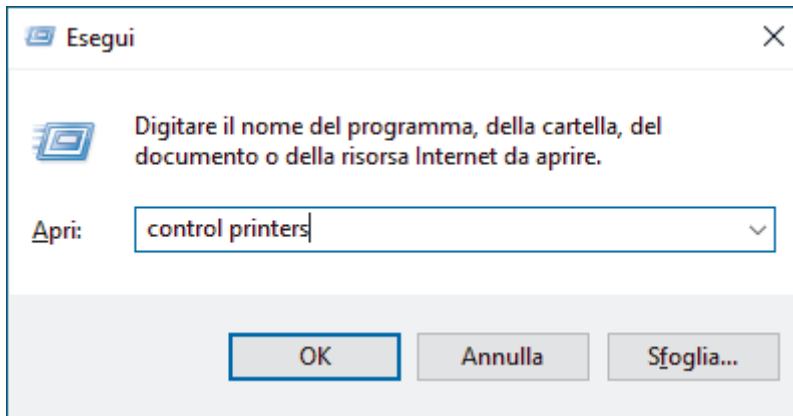 Esegui
Digitare il nome del programma, della cartella, del
documento o della risorsa Internet da aprire.
Apri: control printers
OK Annulla Sfoglia...